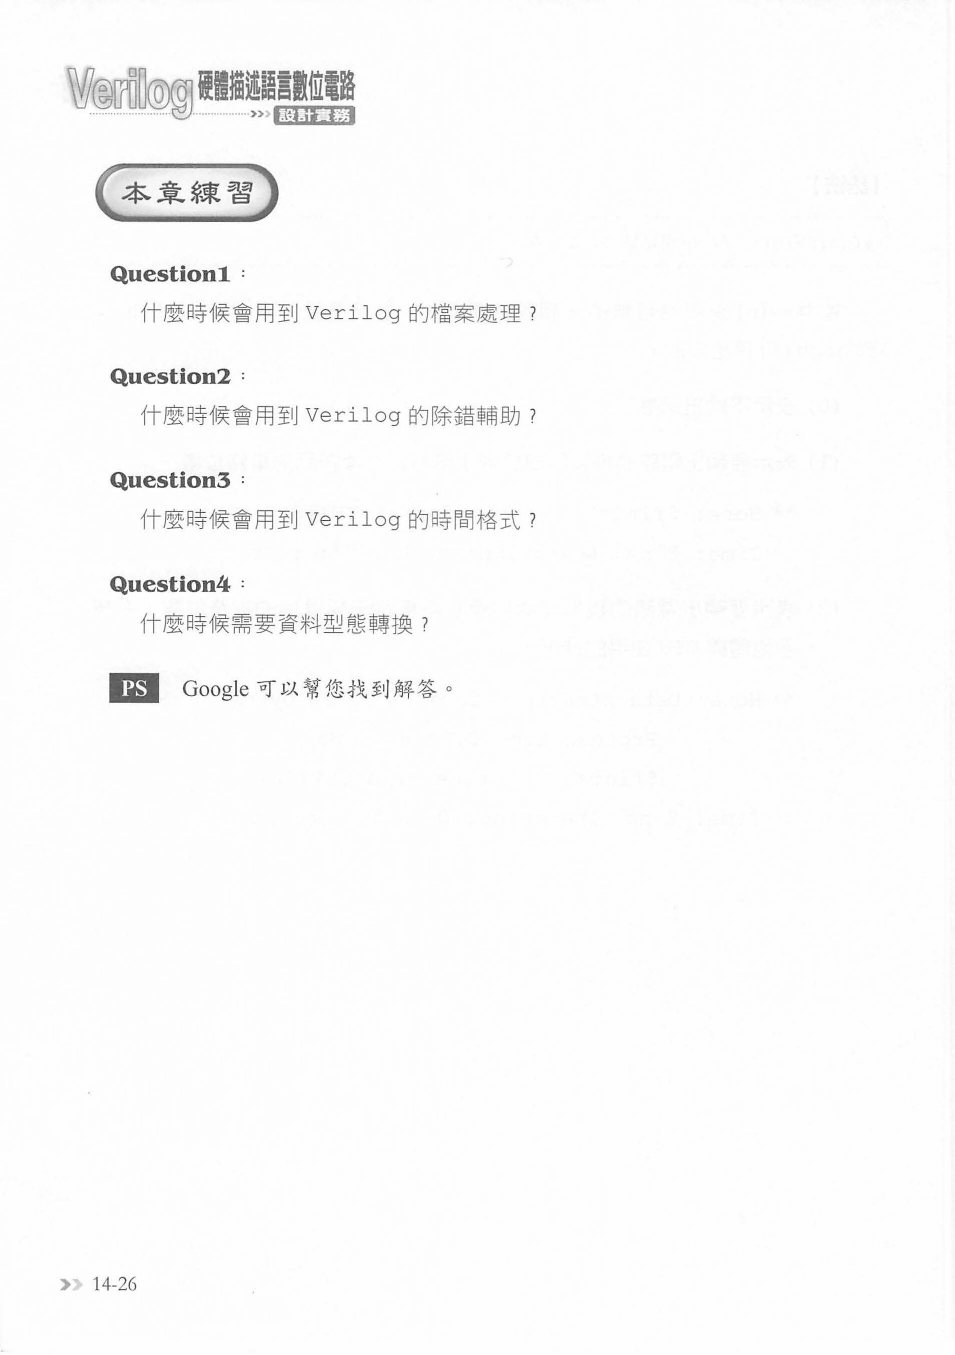 Verilog 硬體描述語言數位電路
>>> 設計實務
本章練習
Question1：
什麼時候會用到 Verilog 的檔案處理？
Question2：
什麼時候會用到 Verilog 的除錯輔助？
Question3：
什麼時候會用到 Verilog 的時間格式？
Question4：
什麼時候需要資料型態轉換？
PS Google 可以幫您找到解答。
>> 14-26